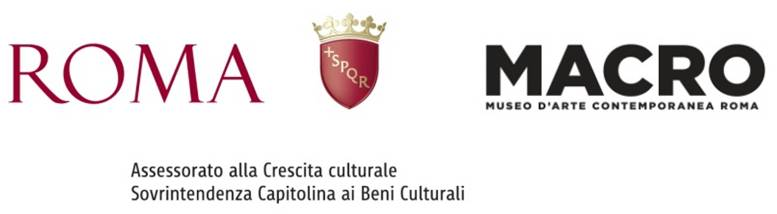 ROMA
+SPQR
MACRO
MUSEO D'ARTE CONTEMPORANEA ROMA
Assessorato alla Crescita culturale
Sovrintendenza Capitolina ai Beni Culturali